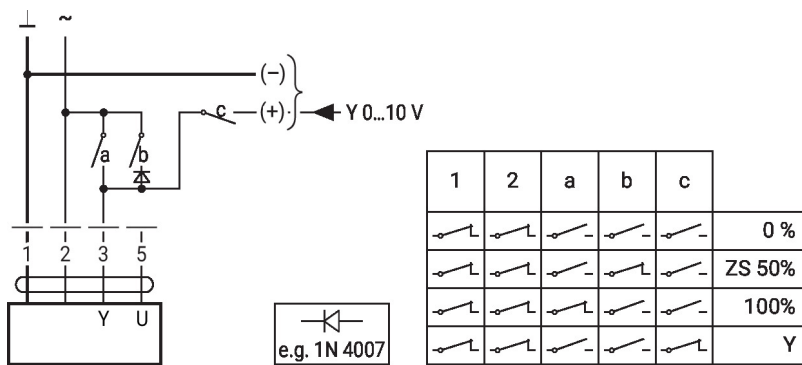 ⊥ ~
(–)
c (+) Y 0...10 V
a b
1 2 3 5
Y U
e.g. 1N 4007
1 2 a b c
0 %
ZS 50%
100%
Y